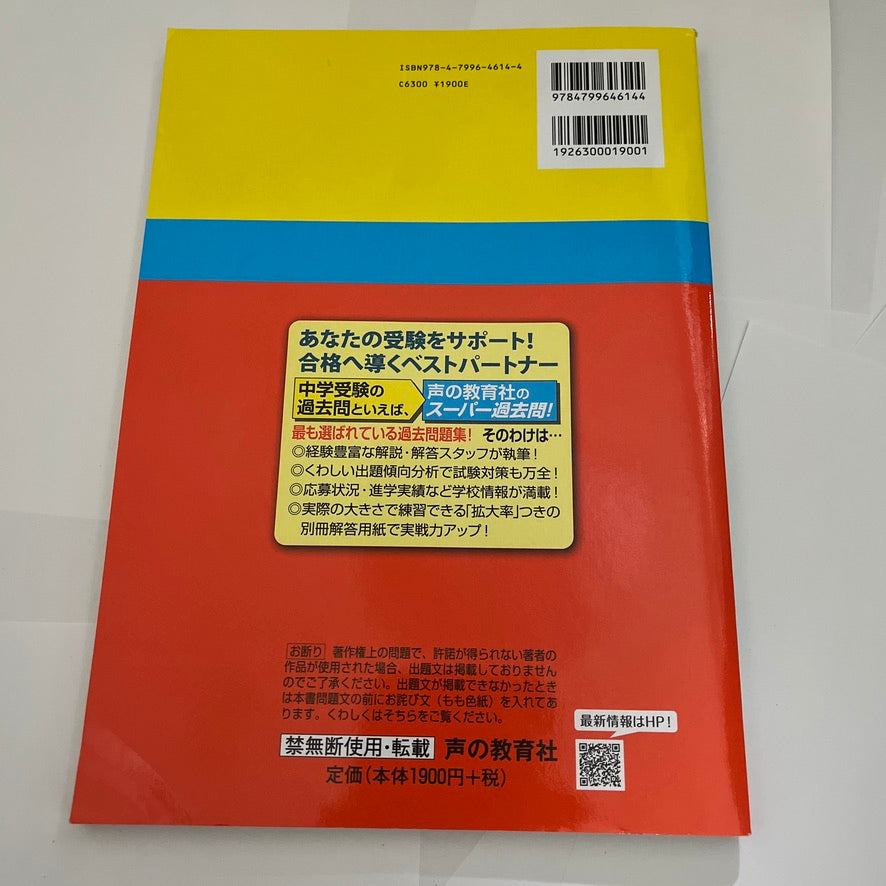 ISBN978-4-7996-4614-4
C6300 ¥1900E
9784799646144
1926300019001
あなたの受験をサポート!
合格へ導くベストパートナー
中学受験の
過去問といえば、
声の教育社の
スーパー過去問!
最も選ばれている過去問題集! そのわけは…
◎経験豊富な解説・解答スタッフが執筆!
◎くわしい出題傾向分析で試験対策も万全!
◎応募状況・進学実績など学校情報が満載!
◎実際の大きさで練習できる「拡大率」つきの
別冊解答用紙で実戦力アップ!
お断り 著作権上の問題で、許諾が得られない著者の
作品が使用された場合、出題文は掲載しておりません
のでご了承ください。出題文が掲載できなかったときは
本書問題文の前にお詫び文(もも色紙)を入れてあ
ります。くわしくはそちらをご覧ください。
最新情報はHP!
禁無断使用・転載 声の教育社
定価(本体1900円+税)